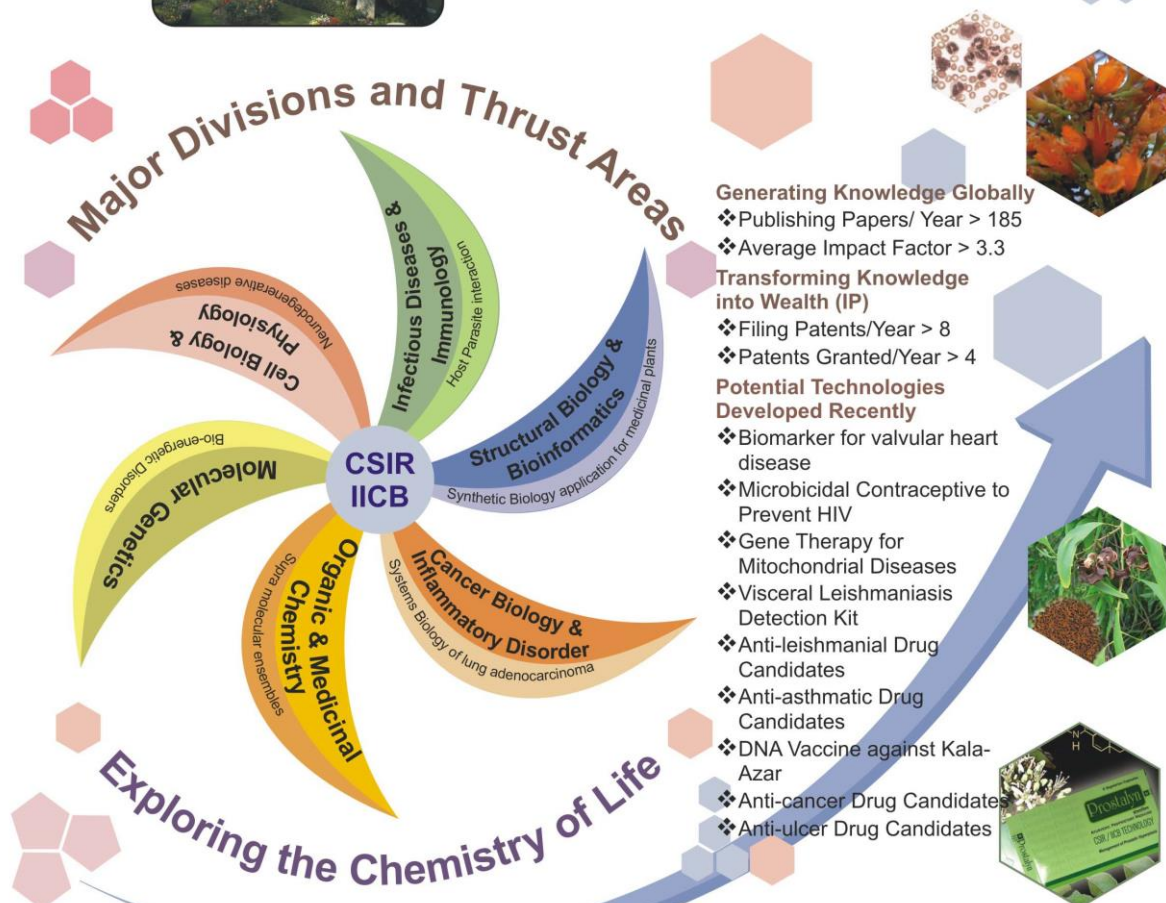 Major Divisions and Thrust Areas
Infectious Diseases &
Immunology
Host Parasite interaction
Structural Biology &
Bioinformatics
Synthetic Biology application for medicinal plants
Cancer Biology &
Inflammatory Disorder
Systems Biology of lung adenocarcinoma
Organic & Medicinal
Chemistry
Supra molecular ensembles
Molecular Genetics
Bio-energetic Disorders
Cell Biology &
Physiology
Neurodegenerative diseases
CSIR
IICB
Exploring the Chemistry of Life
Generating Knowledge Globally
❖Publishing Papers/ Year > 185
❖Average Impact Factor > 3.3
Transforming Knowledge
into Wealth (IP)
❖Filing Patents/Year > 8
❖Patents Granted/Year > 4
Potential Technologies
Developed Recently
❖Biomarker for valvular heart
disease
❖Microbicidal Contraceptive to
Prevent HIV
❖Gene Therapy for
Mitochondrial Diseases
❖Visceral Leishmaniasis
Detection Kit
❖Anti-leishmanial Drug
Candidates
❖Anti-asthmatic Drug
Candidates
❖DNA Vaccine against Kala-
Azar
❖Anti-cancer Drug Candidates
❖Anti-ulcer Drug Candidates
N
H
Prostalyn
CSIR / IICB TECHNOLOGY
Prostalyn